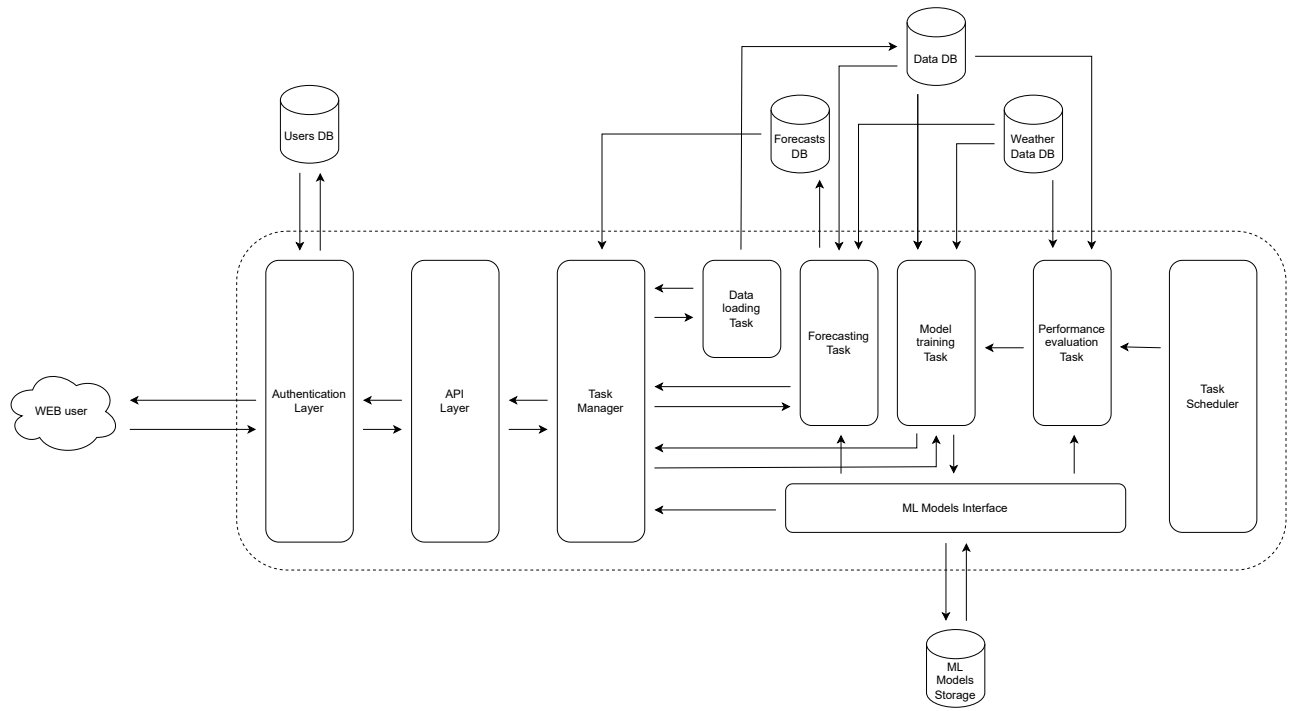 Data DB
Users DB
Forecasts
DB
Weather
Data DB
WEB user
Authentication
Layer
API
Layer
Task
Manager
Data
loading
Task
Forecasting
Task
Model
training
Task
Performance
evaluation
Task
Task
Scheduler
ML Models Interface
ML
Models
Storage